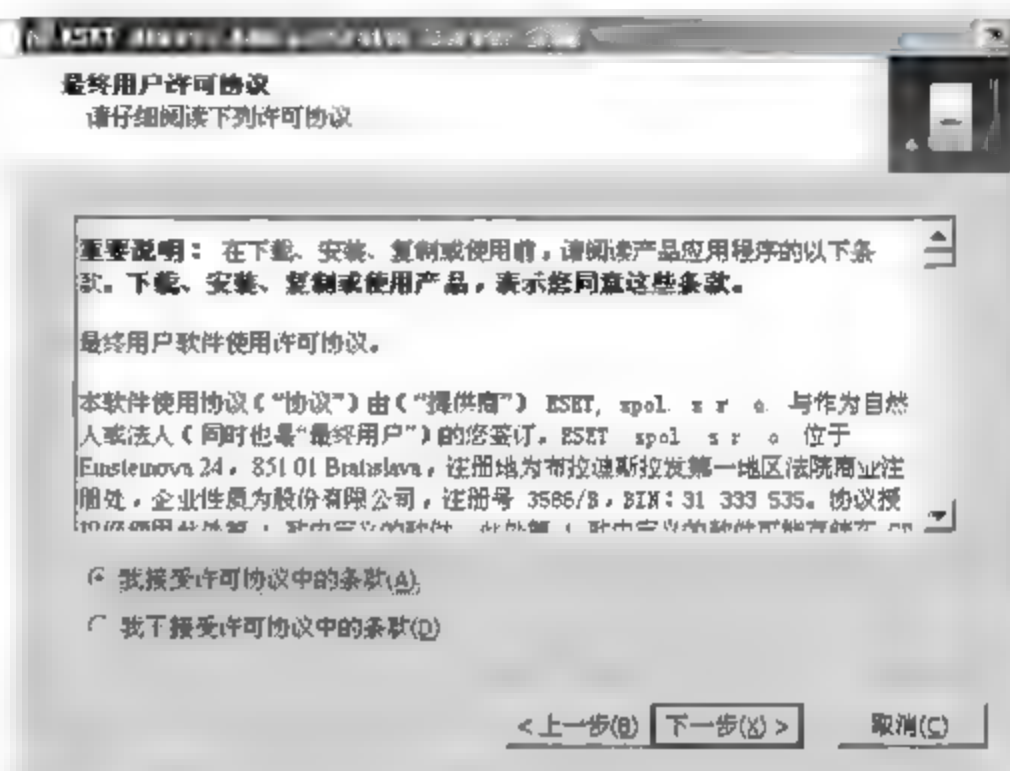 ESET Remote Administrator
最终用户许可协议
请仔细阅读下列许可协议
重要说明：在下载、安装、复制或使用前，请阅读产品应用程序的以下条
款。下载、安装、复制或使用产品，表示您同意这些条款。
最终用户软件使用许可协议。
本软件使用协议（“协议”）由（“提供商”）ESET, spol. s r. o. 与作为自然
人或法人（同时也是“最终用户”）的您签订。ESET spol s r o 位于
Einsteinova 24，851 01 Bratislava，注册地为布拉迪斯拉发第一地区法院商业注
册处，企业性质为股份有限公司，注册号 3586/B，BIN：31 333 535。协议授
我接受许可协议中的条款(A)
我不接受许可协议中的条款(D)
<上一步(B) 下一步(X) > 取消(C)